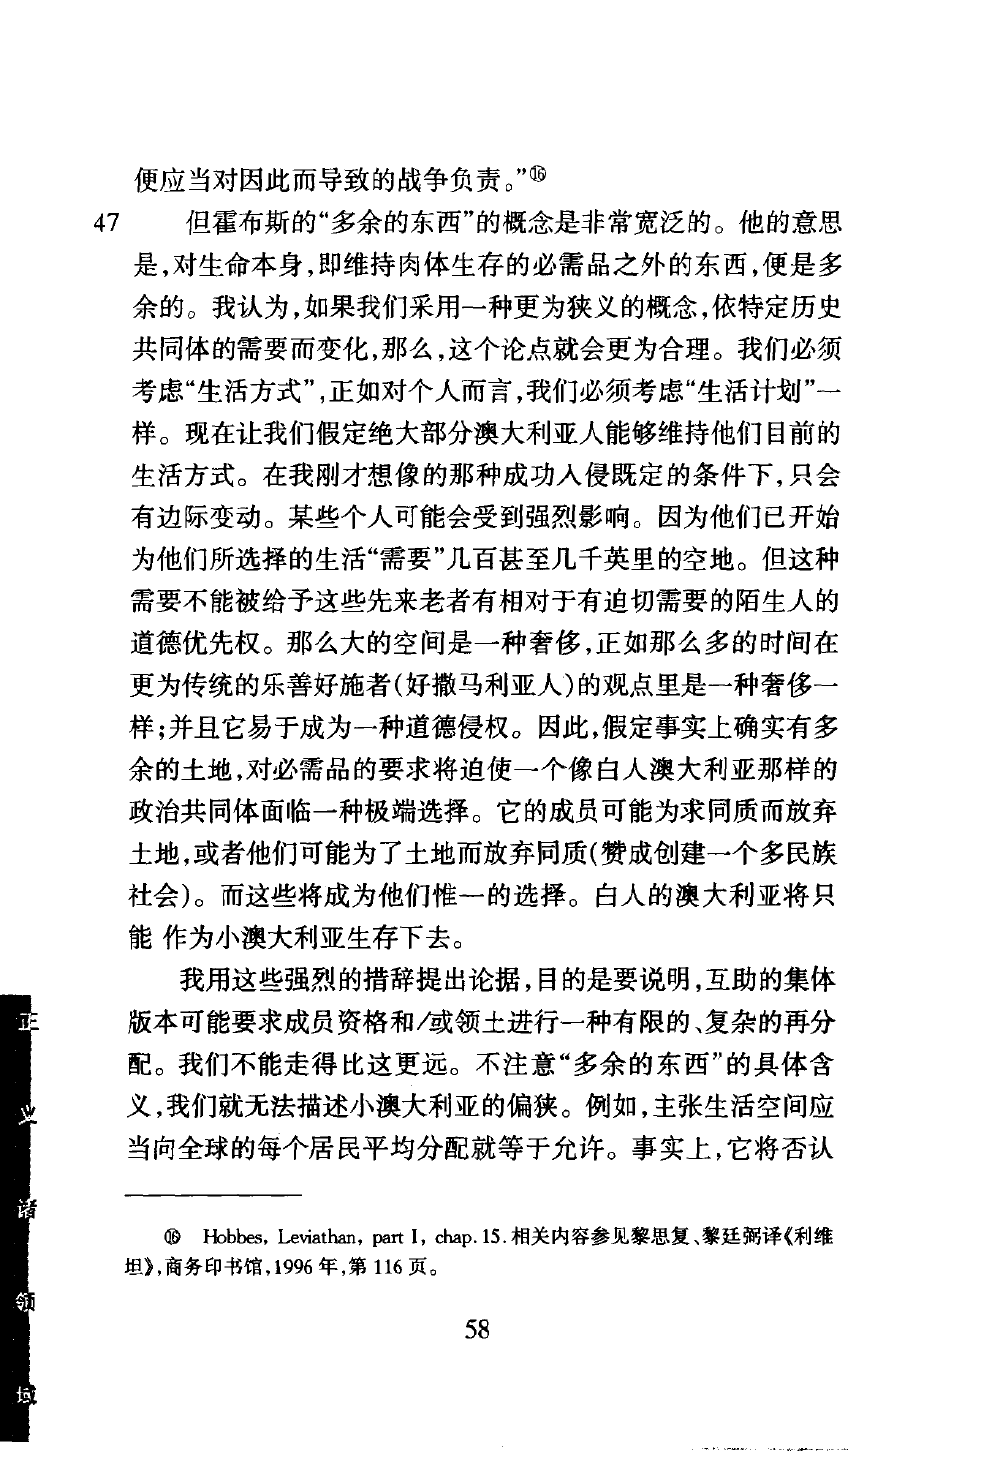 便应当对因此而导致的战争负责。”⑯
47 但霍布斯的“多余的东西”的概念是非常宽泛的。他的意思
是,对生命本身,即维持肉体生存的必需品之外的东西,便是多
余的。我认为,如果我们采用一种更为狭义的概念,依特定历史
共同体的需要而变化,那么,这个论点就会更为合理。我们必须
考虑“生活方式”,正如对个人而言,我们必须考虑“生活计划”一
样。现在让我们假定绝大部分澳大利亚人能够维持他们目前的
生活方式。在我刚才想像的那种成功入侵既定的条件下,只会
有边际变动。某些个人可能会受到强烈影响。因为他们已开始
为他们所选择的生活“需要”几百甚至几千英里的空地。但这种
需要不能被给予这些先来老者有相对于有迫切需要的陌生人的
道德优先权。那么大的空间是一种奢侈,正如那么多的时间在
更为传统的乐善好施者(好撒马利亚人)的观点里是一种奢侈一
样;并且它易于成为一种道德侵权。因此,假定事实上确实有多
余的土地,对必需品的要求将迫使一个像白人澳大利亚那样的
政治共同体面临一种极端选择。它的成员可能为求同质而放弃
土地,或者他们可能为了土地而放弃同质(赞成创建一个多民族
社会)。而这些将成为他们惟一的选择。白人的澳大利亚将只
能 作为小澳大利亚生存下去。
我用这些强烈的措辞提出论据,目的是要说明,互助的集体
版本可能要求成员资格和/或领土进行一种有限的、复杂的再分
配。我们不能走得比这更远。不注意“多余的东西”的具体含
义,我们就无法描述小澳大利亚的偏狭。例如,主张生活空间应
当向全球的每个居民平均分配就等于允许。事实上,它将否认
⑯ Hobbes, Leviathan, part I, chap. 15. 相关内容参见黎思复、黎廷弼译《利维
坦》,商务印书馆,1996年,第116页。
58
正
义
诸
领
域